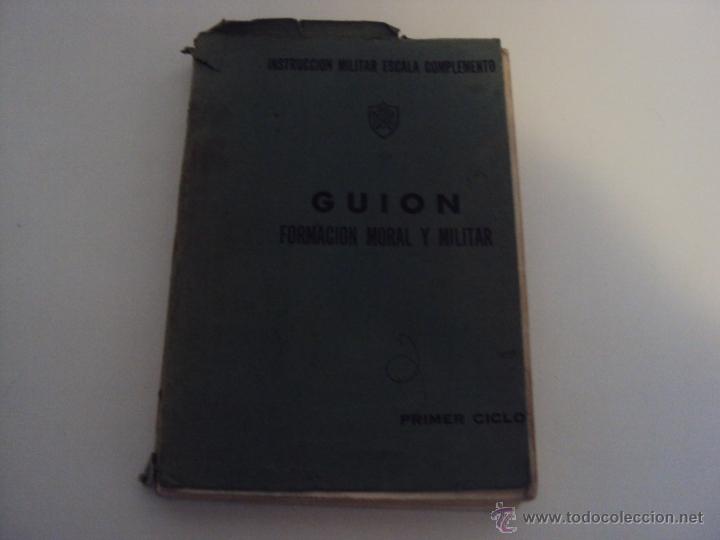 INSTRUCCION MILITAR ESCALA COMPLEMENTO
GUION
FORMACION MORAL Y MILITAR
PRIMER CICLO
www.todocoleccion.net